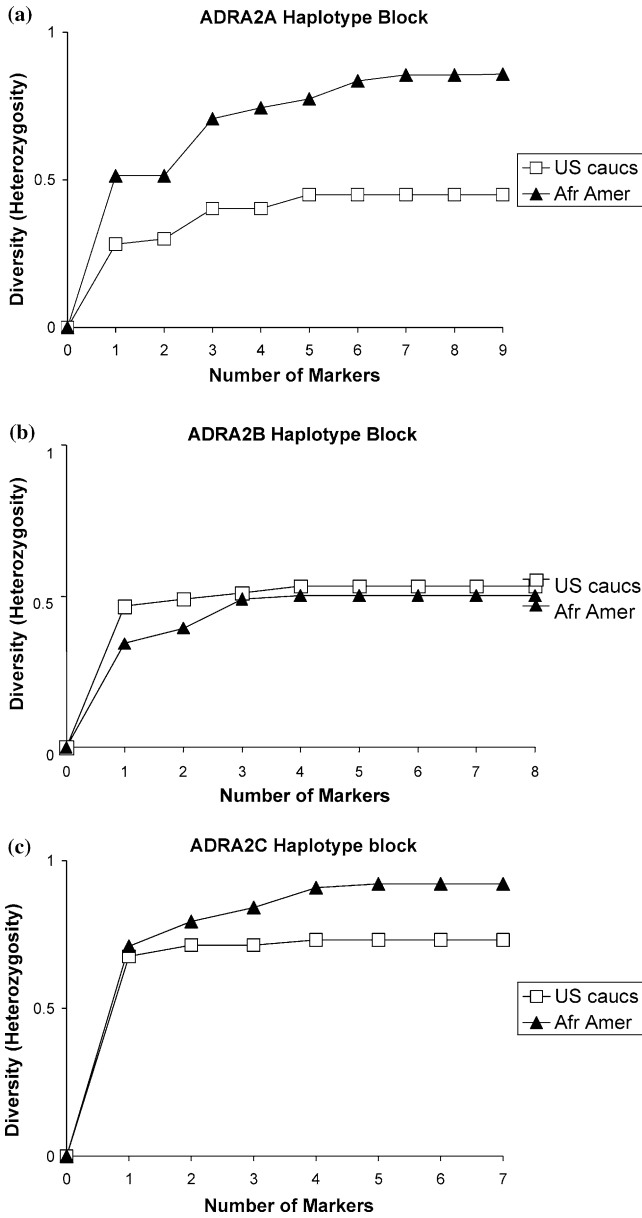 (a)
ADRA2A Haplotype Block
Diversity (Heterozygosity)
1
0.5
0
0 1 2 3 4 5 6 7 8 9
Number of Markers
US caucs
Afr Amer
(b)
ADRA2B Haplotype Block
Diversity (Heterozygosity)
1
0.5
0
0 1 2 3 4 5 6 7 8
Number of Markers
US caucs
Afr Amer
(c)
ADRA2C Haplotype block
Diversity (Heterozygosity)
1
0.5
0
0 1 2 3 4 5 6 7
Number of Markers
US caucs
Afr Amer